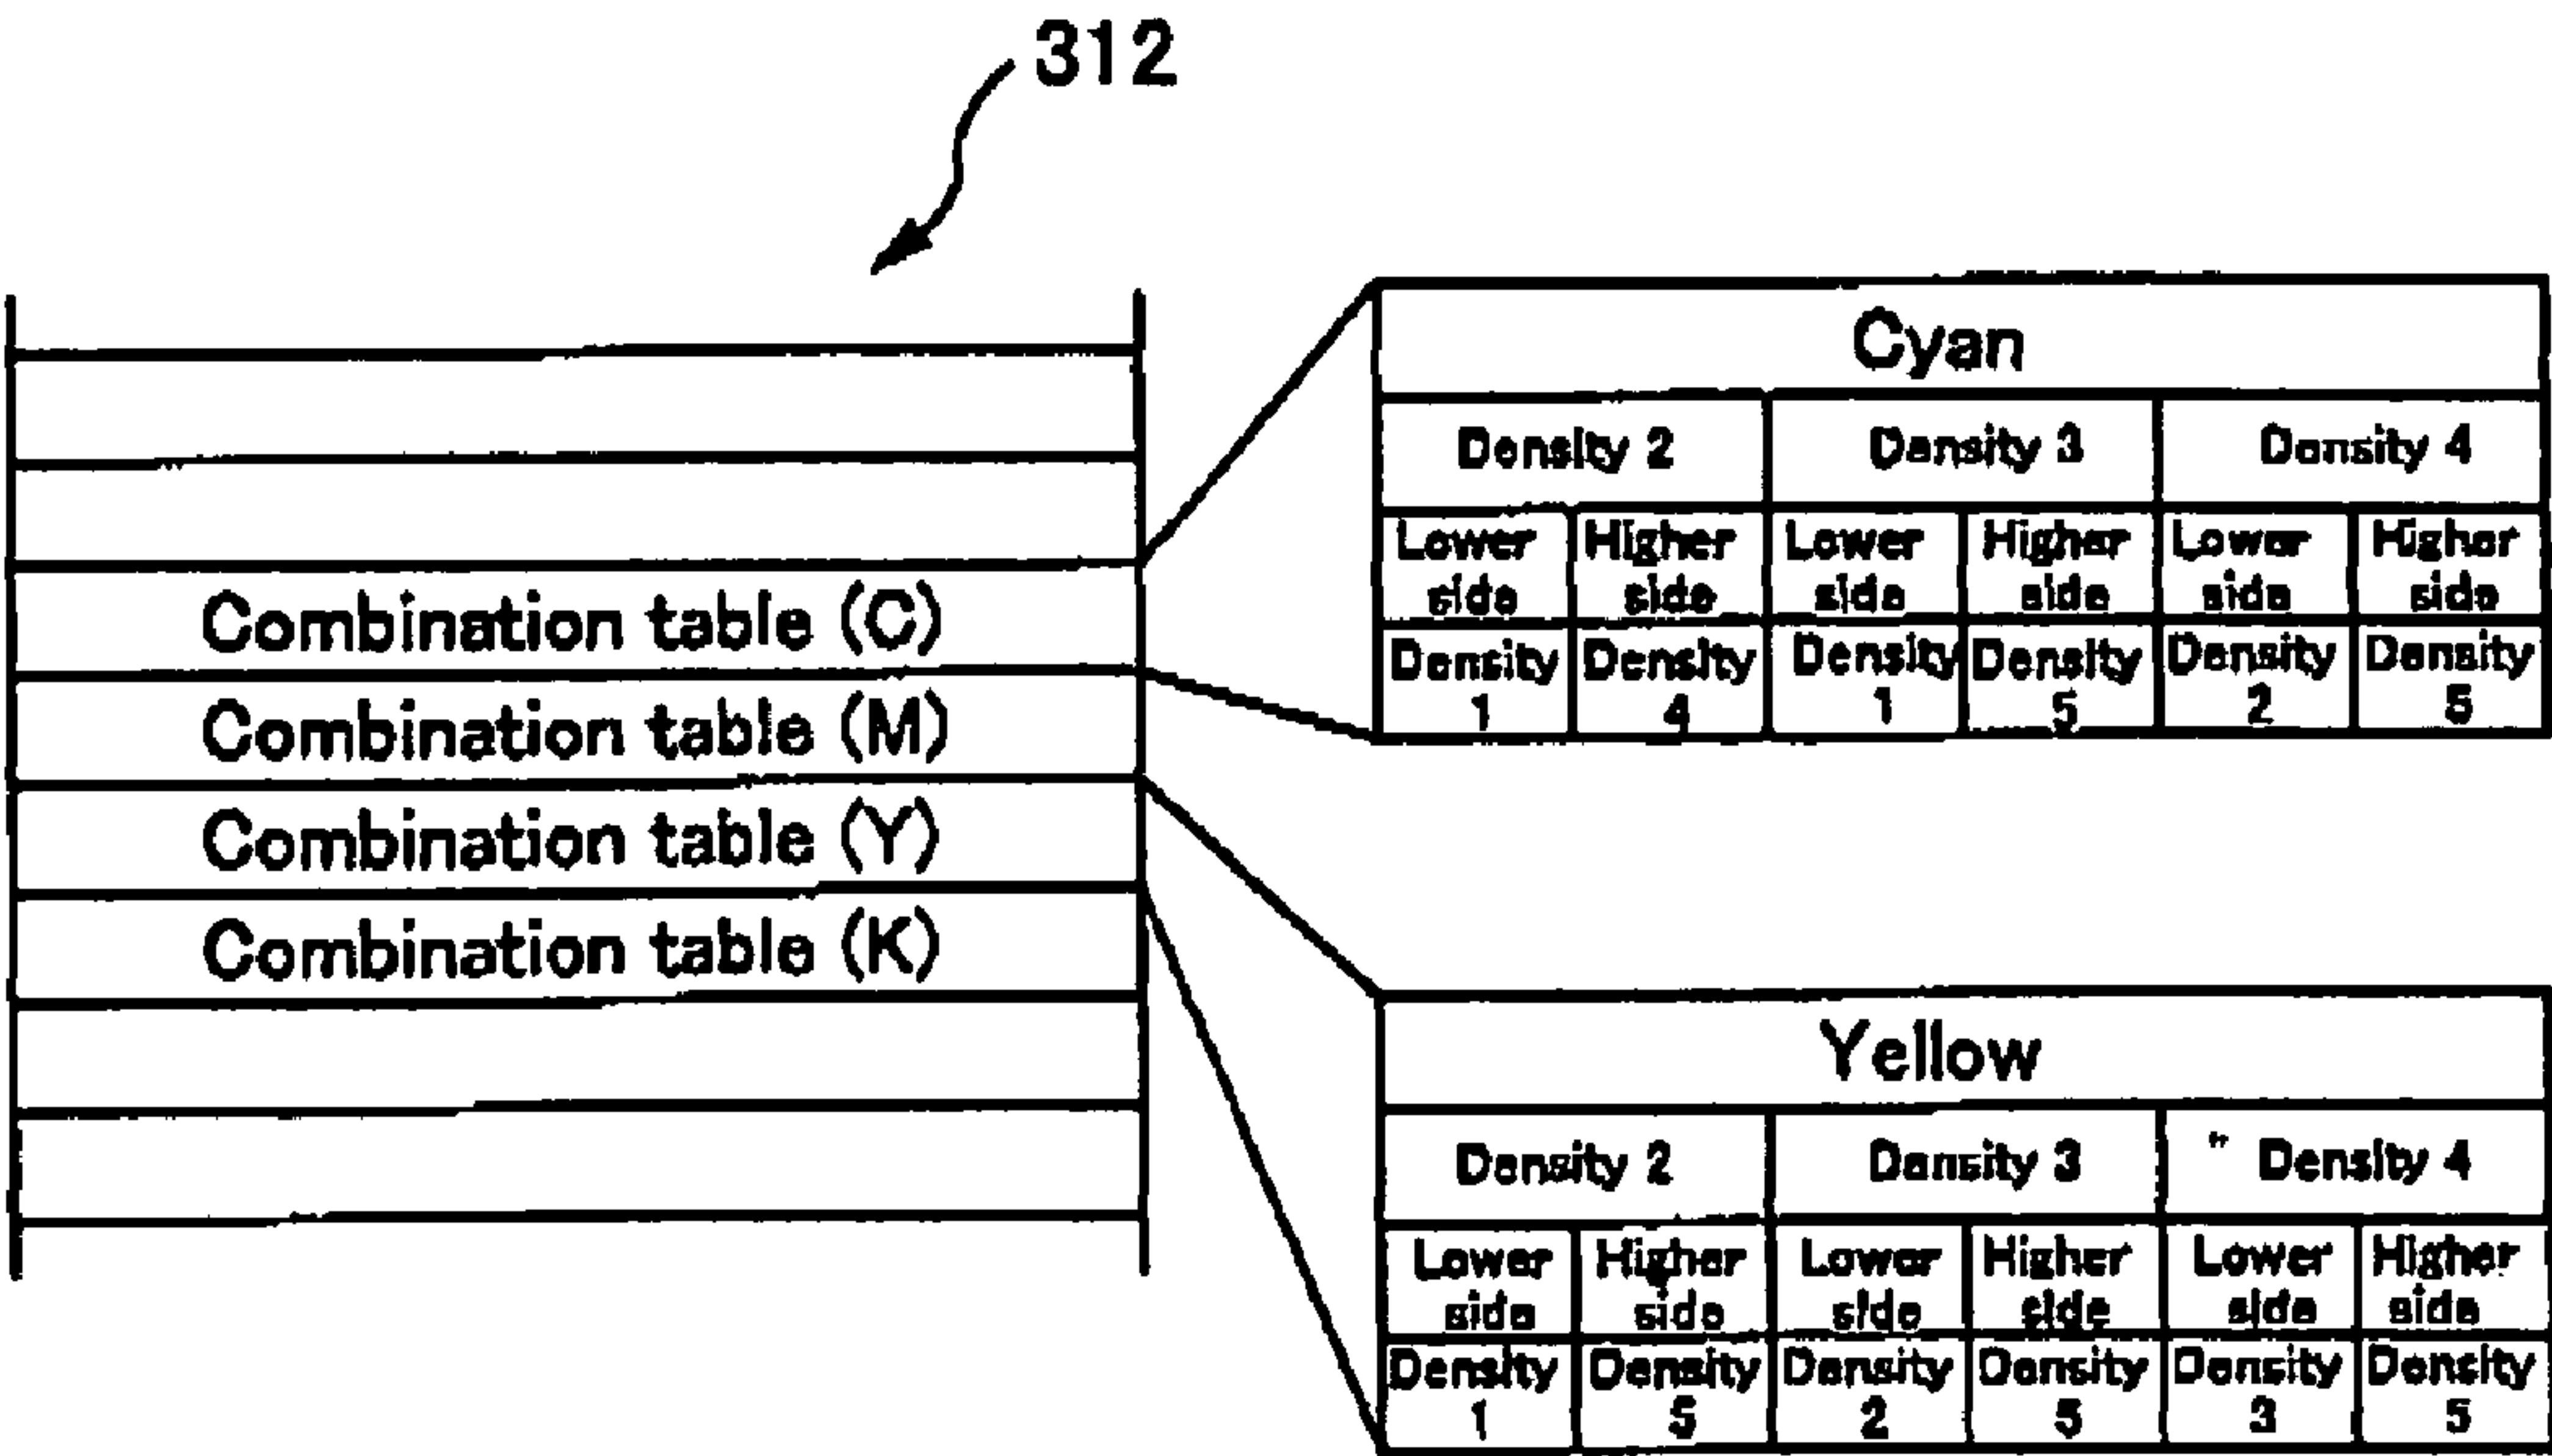 312
Combination table (C)
Combination table (M)
Combination table (Y)
Combination table (K)
Cyan
Density 2 Density 3 Density 4
Lower side Higher side Lower side Higher side Lower side Higher side
Density 1 Density 4 Density 1 Density 5 Density 2 Density 5
Yellow
Density 2 Density 3 Density 4
Lower side Higher side Lower side Higher side Lower side Higher side
Density 1 Density 5 Density 2 Density 5 Density 3 Density 5